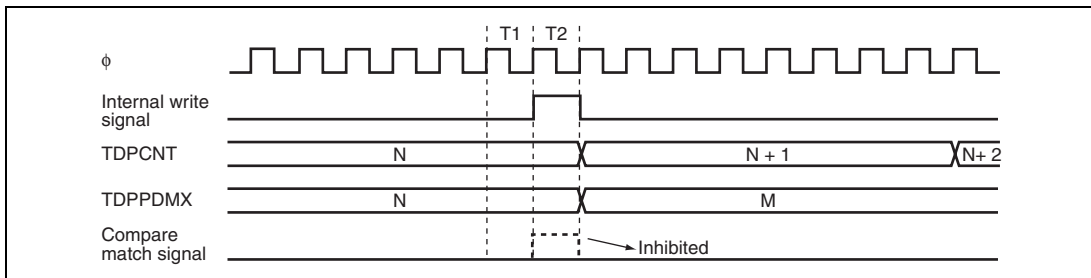 T1 T2
ϕ
Internal write
signal
TDPCNT N N + 1 N+ 2
TDPPDMX N M
Compare
match signal Inhibited